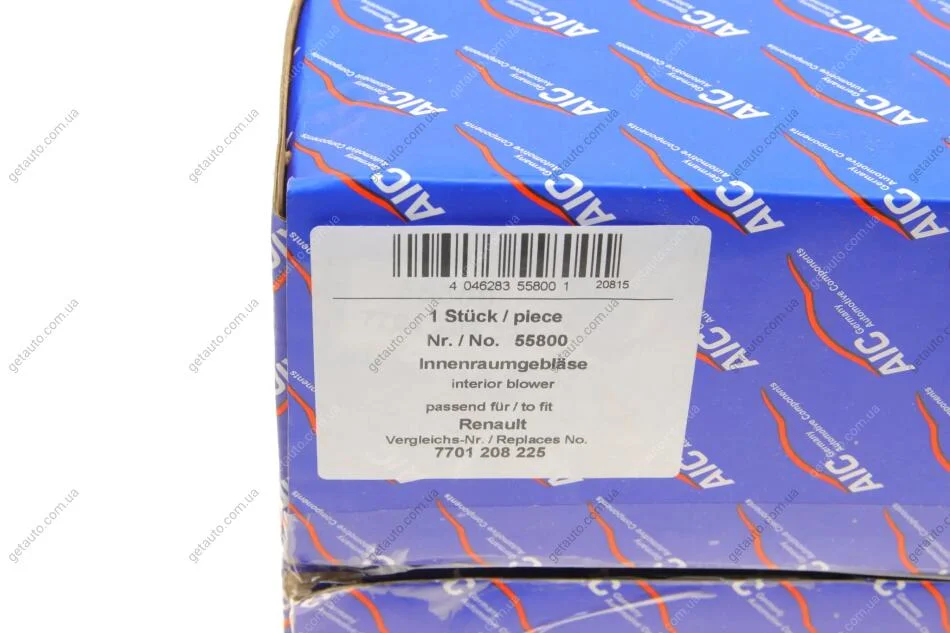 4 046283 55800 1 20815
1 Stück / piece
Nr. / No. 55800
Innenraumgebläse
interior blower
passend für / to fit
Renault
Vergleichs-Nr. / Replaces No.
7701 208 225
AIC
Germany
Automotive Components
getauto.com.ua